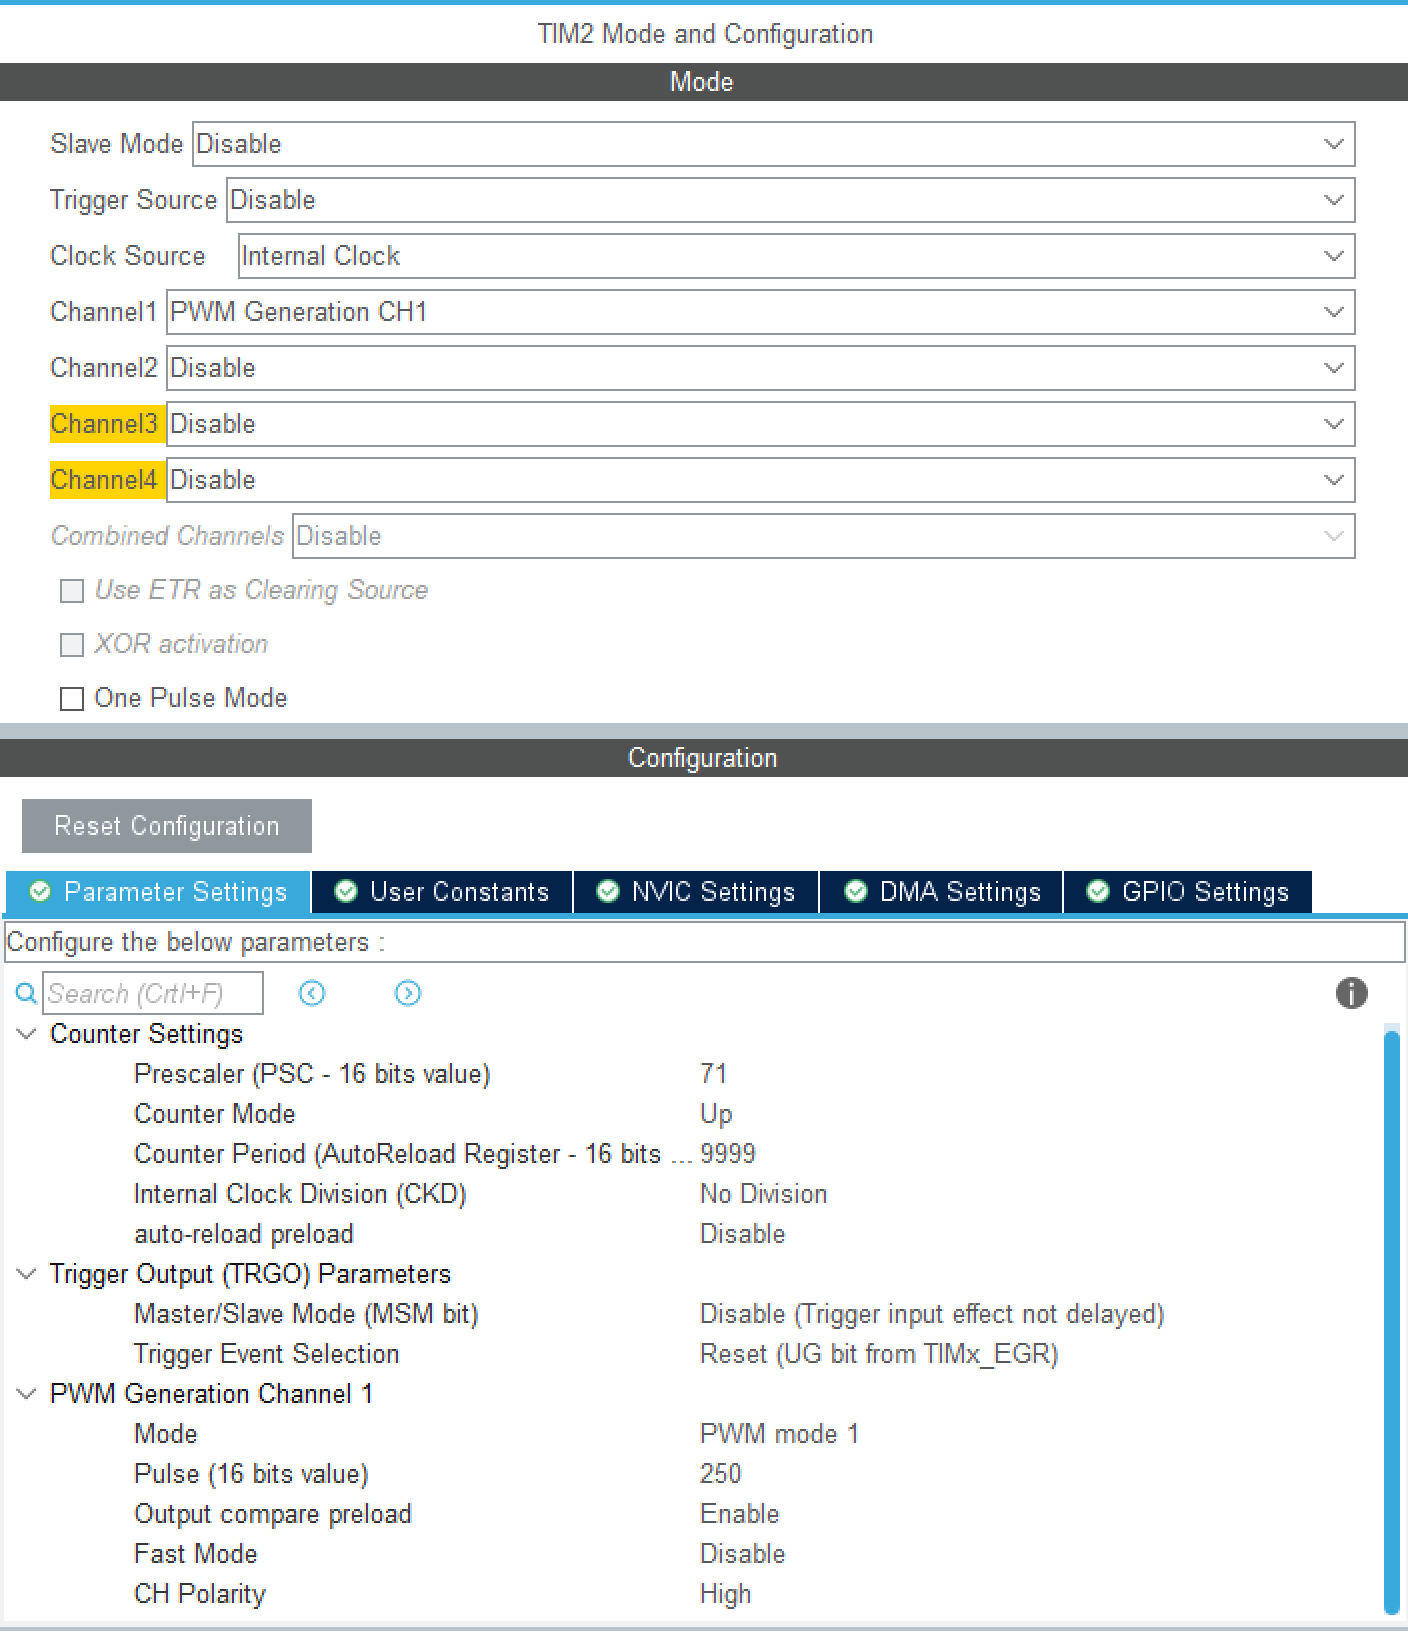 TIM2 Mode and Configuration
Mode
Slave Mode Disable
Trigger Source Disable
Clock Source Internal Clock
Channel1 PWM Generation CH1
Channel2 Disable
Channel3 Disable
Channel4 Disable
Combined Channels Disable
Use ETR as Clearing Source
XOR activation
One Pulse Mode
Configuration
Reset Configuration
Parameter Settings User Constants NVIC Settings DMA Settings GPIO Settings
Configure the below parameters :
Search (Crtl+F)
Counter Settings
Prescaler (PSC - 16 bits value) 71
Counter Mode Up
Counter Period (AutoReload Register - 16 bits ... 9999
Internal Clock Division (CKD) No Division
auto-reload preload Disable
Trigger Output (TRGO) Parameters
Master/Slave Mode (MSM bit) Disable (Trigger input effect not delayed)
Trigger Event Selection Reset (UG bit from TIMx_EGR)
PWM Generation Channel 1
Mode PWM mode 1
Pulse (16 bits value) 250
Output compare preload Enable
Fast Mode Disable
CH Polarity High